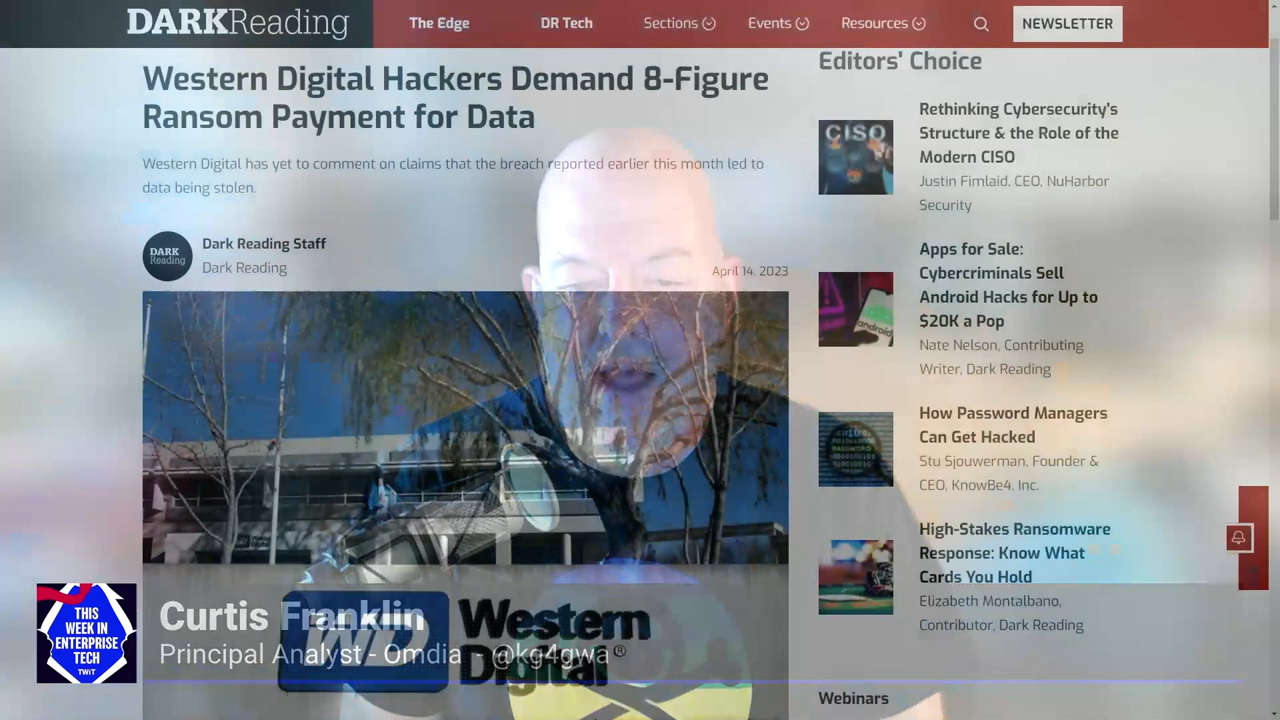 DARKReading
The Edge
DR Tech
Sections
Events
Resources
NEWSLETTER
Western Digital Hackers Demand 8-Figure
Ransom Payment for Data
Western Digital has yet to comment on claims that the breach reported earlier this month led to
data being stolen.
DARK
Reading
Dark Reading Staff
Dark Reading
April 14, 2023
Editors' Choice
CISO
Rethinking Cybersecurity's
Structure & the Role of the
Modern CISO
Justin Fimlaid, CEO, NuHarbor
Security
android
Apps for Sale:
Cybercriminals Sell
Android Hacks for Up to
$20K a Pop
Nate Nelson, Contributing
Writer, Dark Reading
PASSWORD
How Password Managers
Can Get Hacked
Stu Sjouwerman, Founder &
CEO, KnowBe4, Inc.
High-Stakes Ransomware
Response: Know What
Cards You Hold
Elizabeth Montalbano,
Contributor, Dark Reading
Webinars
WD
Western
Digital®
THIS
WEEK IN
ENTERPRISE
TECH
TWiT
Curtis Franklin
Principal Analyst - Omdia - @kg4gwa